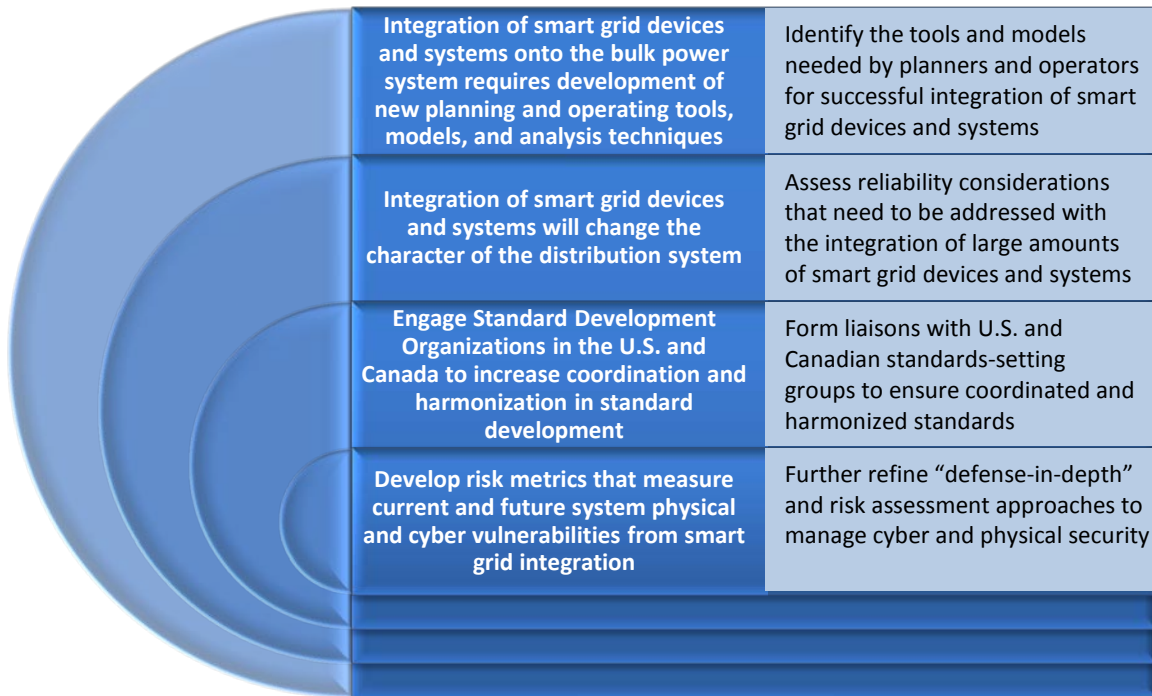 Integration of smart grid devices
and systems onto the bulk power
system requires development of
new planning and operating tools,
models, and analysis techniques
Identify the tools and models
needed by planners and operators
for successful integration of smart
grid devices and systems
Integration of smart grid devices
and systems will change the
character of the distribution system
Assess reliability considerations
that need to be addressed with
the integration of large amounts
of smart grid devices and systems
Engage Standard Development
Organizations in the U.S. and
Canada to increase coordination and
harmonization in standard
development
Form liaisons with U.S. and
Canadian standards-setting
groups to ensure coordinated and
harmonized standards
Develop risk metrics that measure
current and future system physical
and cyber vulnerabilities from smart
grid integration
Further refine “defense-in-depth”
and risk assessment approaches to
manage cyber and physical security